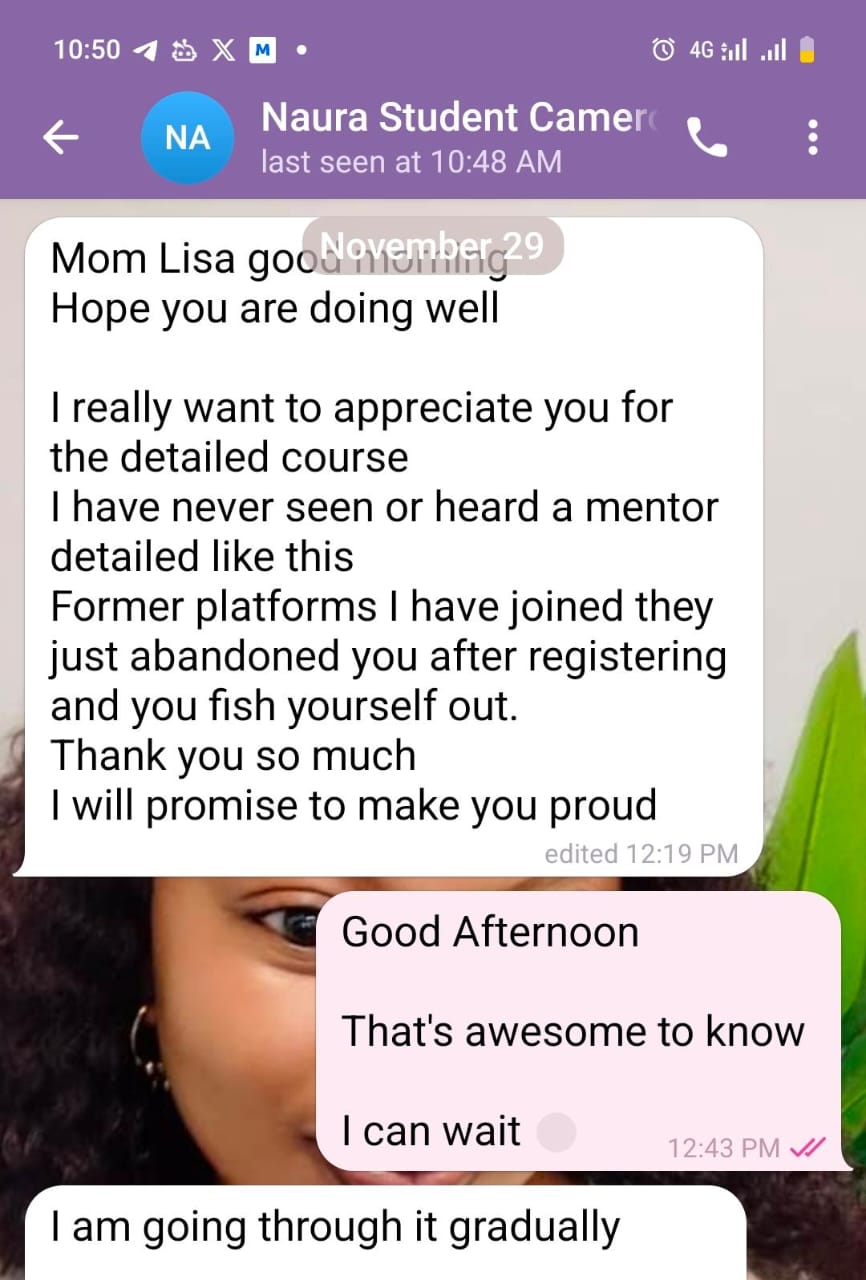 10:50
4G
NA
Naura Student Camer
last seen at 10:48 AM
November 29
Mom Lisa good morning
Hope you are doing well
I really want to appreciate you for
the detailed course
I have never seen or heard a mentor
detailed like this
Former platforms I have joined they
just abandoned you after registering
and you fish yourself out.
Thank you so much
I will promise to make you proud
edited 12:19 PM
Good Afternoon
That's awesome to know
I can wait
12:43 PM
I am going through it gradually